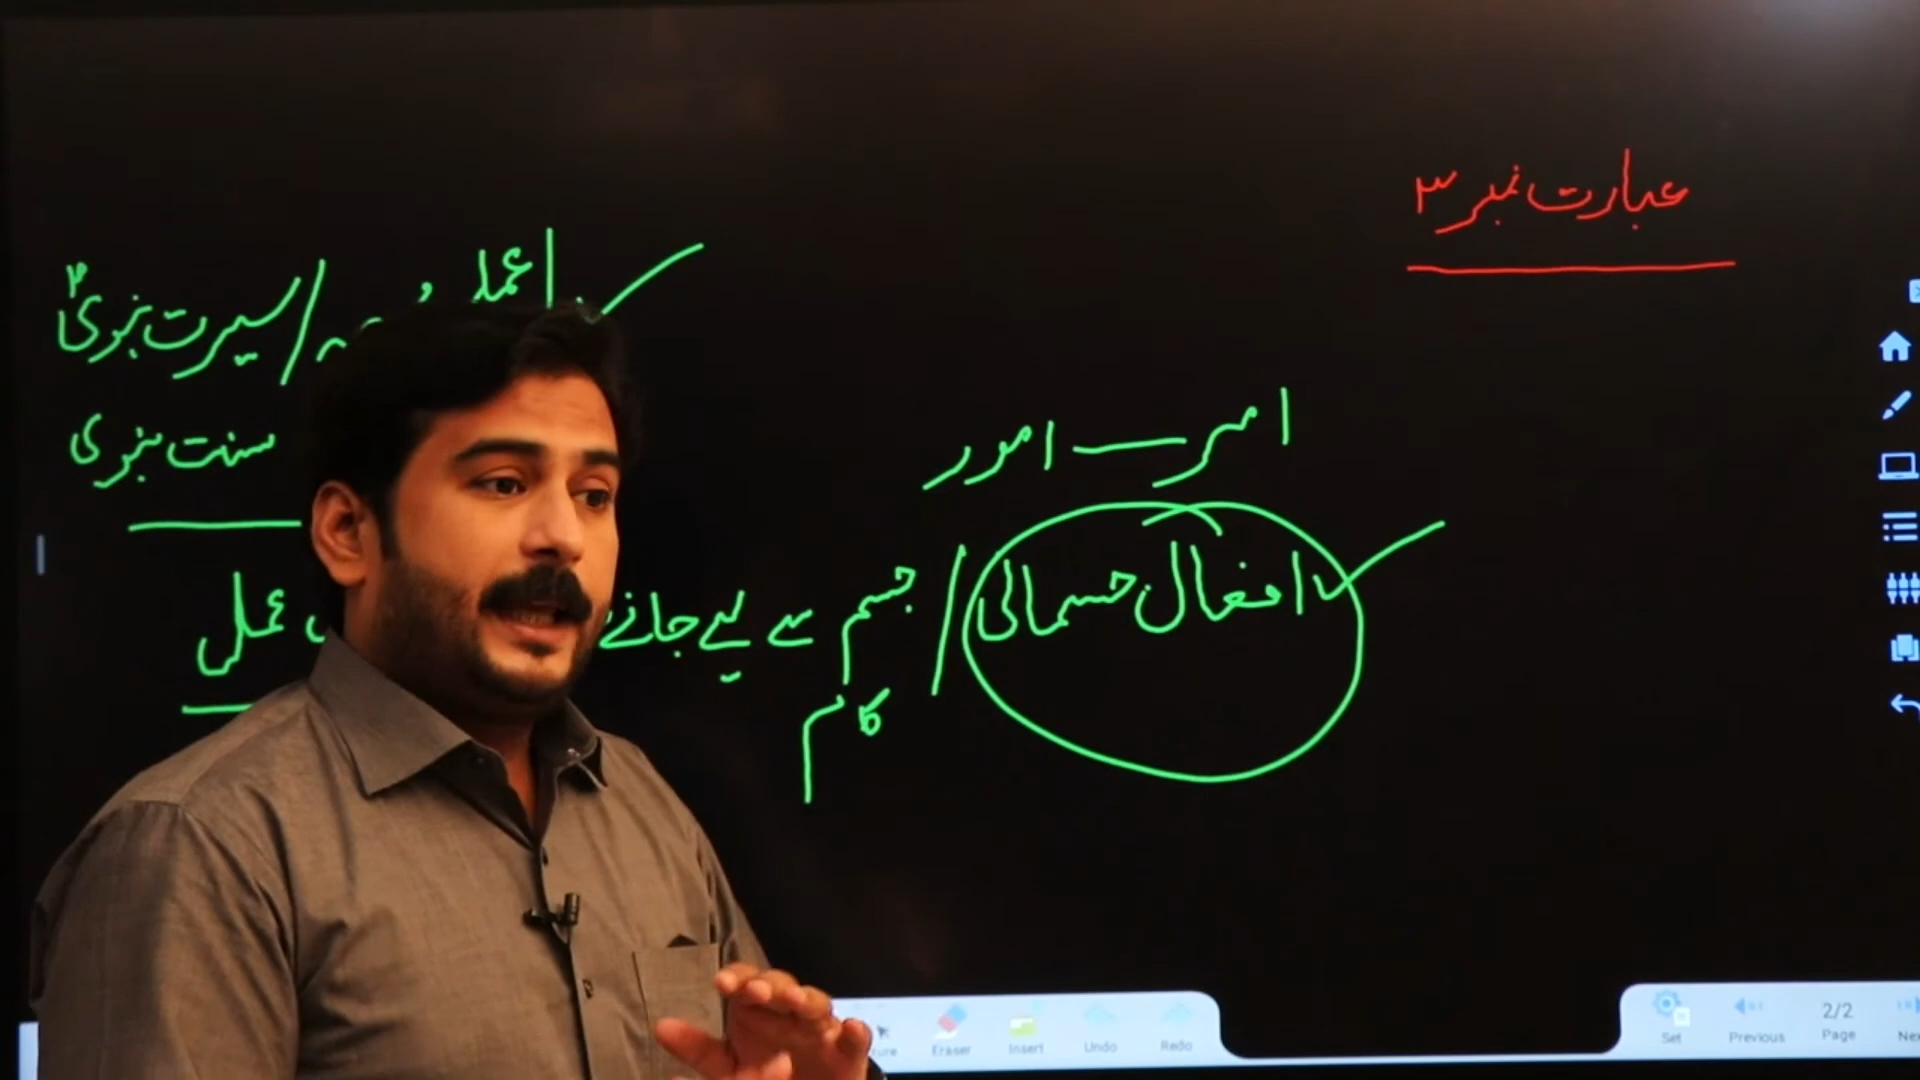 عبارت نمبر ۳
سیرت نبویؐ /
امر — امور
سنت نبوی
افعال جسمانی / جسم سے لیے جانے
عمل
کام
Eraser Insert Undo Redo
Set Previous 2/2 Page